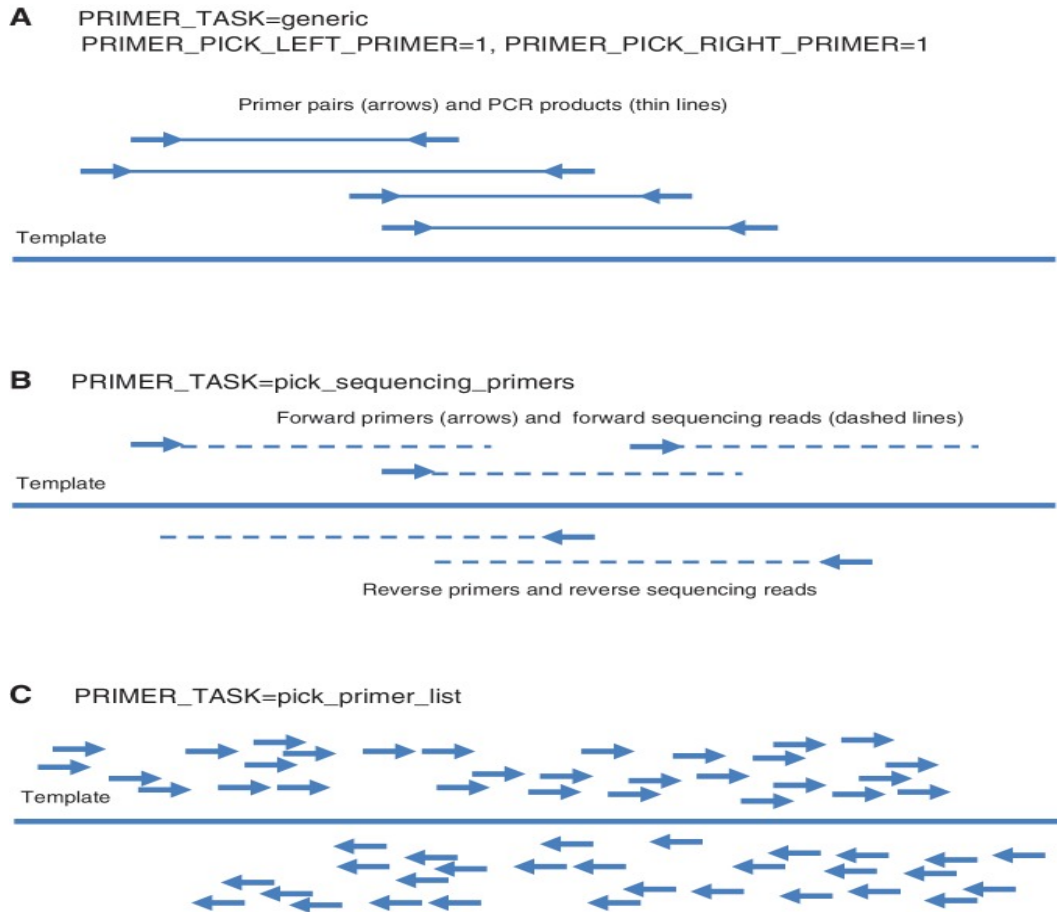 A PRIMER_TASK=generic
PRIMER_PICK_LEFT_PRIMER=1, PRIMER_PICK_RIGHT_PRIMER=1
Primer pairs (arrows) and PCR products (thin lines)
Template
B PRIMER_TASK=pick_sequencing_primers
Forward primers (arrows) and forward sequencing reads (dashed lines)
Template
Reverse primers and reverse sequencing reads
C PRIMER_TASK=pick_primer_list
Template